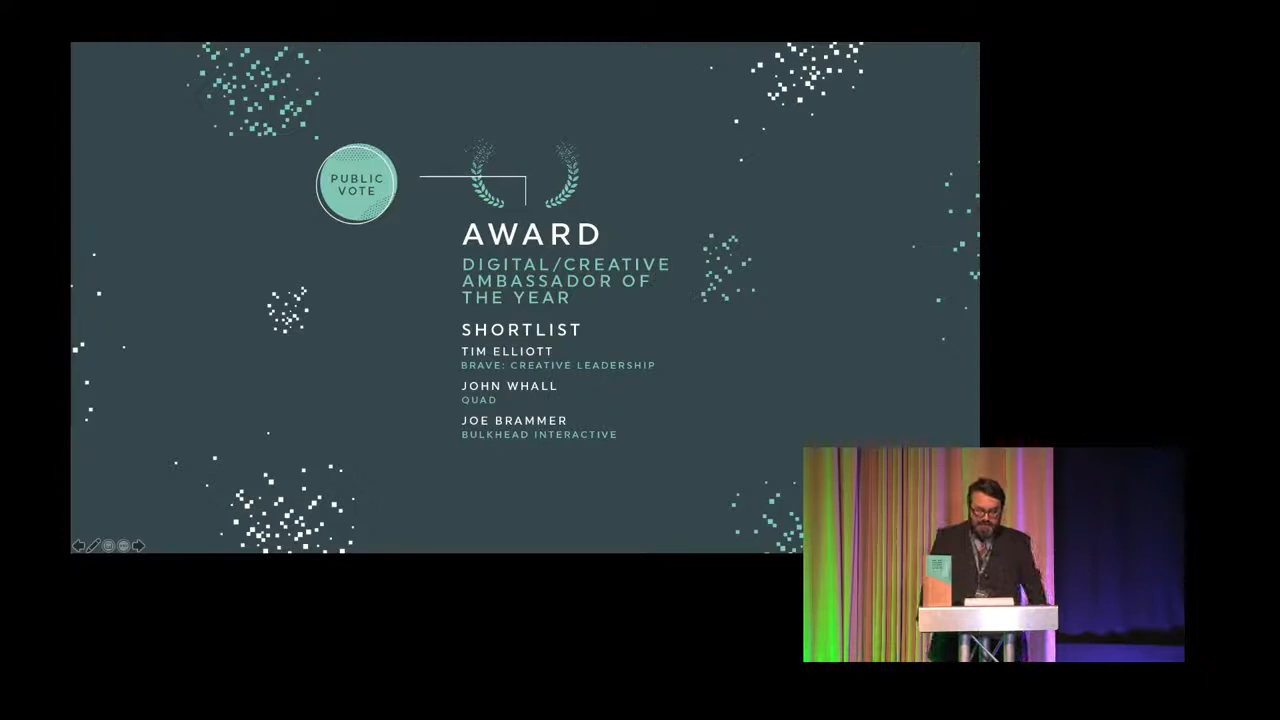 PUBLIC
VOTE
AWARD
DIGITAL/CREATIVE
AMBASSADOR OF
THE YEAR
SHORTLIST
TIM ELLIOTT
BRAVE: CREATIVE LEADERSHIP
JOHN WHALL
QUAD
JOE BRAMMER
BULKHEAD INTERACTIVE